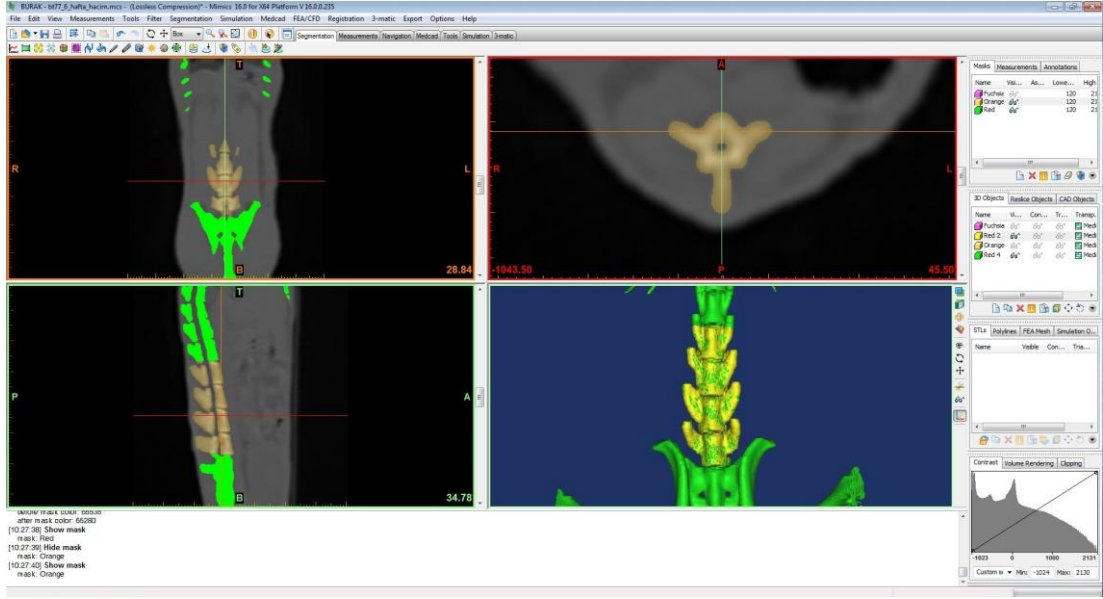 BURAK - bt77_6_hafta_hacim.mcs - (Lossless Compression)* - Mimics 16.0 for X64 Platform V 16.0.0.235
File Edit View Measurements Tools Filter Segmentation Simulation Medcad FEA/CFD Registration 3-matic Export Options Help
Box
Segmentation Measurements Navigation Medcad Tools Simulation 3-matic
T
R
L
B
28.84
A
R
L
-1043.50
P
45.50
T
P
A
B
34.78
Masks Measurements Annotations
Name Visi... As... Lowe... High
Fuchsia 120 21
Orange 120 21
Red 120 21
3D Objects Reslice Objects CAD Objects
Name Vi... Con... Tr... Transp.
Fuchsia Medi
Red 2 Medi
Orange Medi
Red 4 Medi
STLs Polylines FEA Mesh Simulation O...
Name Visible Con... Tria...
Contrast Volume Rendering Clipping
-1023 0 1000 2131
Custom Min: -1024 Max: 2130
before mask color: 65535
after mask color: 65280
[10:27:38] Show mask
mask: Red
[10:27:39] Hide mask
mask: Orange
[10:27:40] Show mask
mask: Orange